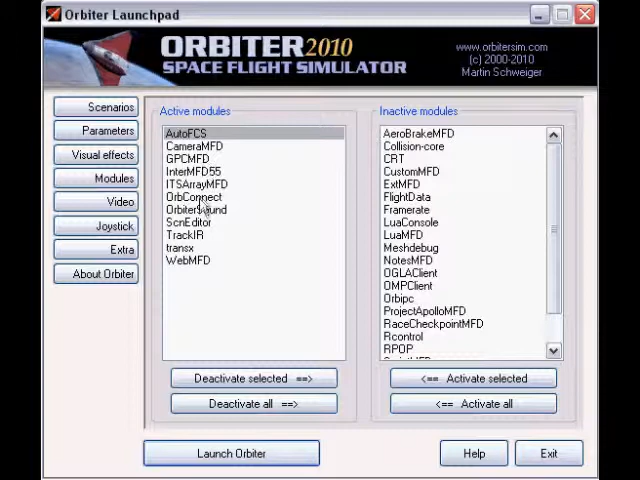 Orbiter Launchpad
ORBITER 2010
SPACE FLIGHT SIMULATOR
www.orbitersim.com
(c) 2000-2010
Martin Schweiger
Scenarios
Parameters
Visual effects
Modules
Video
Joystick
Extra
About Orbiter
Active modules
AutoFCS
CameraMFD
GPCMFD
InterMFD55
ITSArrayMFD
OrbConnect
OrbiterSound
ScnEditor
TrackIR
transx
WebMFD
Deactivate selected ==>
Deactivate all ==>
Inactive modules
AeroBrakeMFD
Collision-core
CRT
CustomMFD
ExtMFD
FlightData
Framerate
LuaConsole
LuaMFD
Meshdebug
NotesMFD
OGLAClient
OMPClient
Orbipc
ProjectApolloMFD
RaceCheckpointMFD
Rcontrol
RPOP
<== Activate selected
<== Activate all
Launch Orbiter
Help
Exit